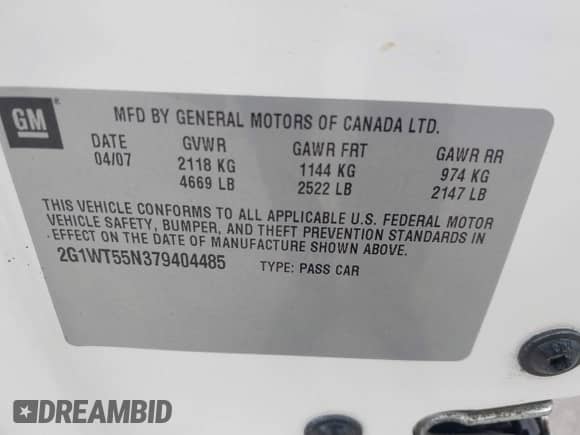 GM
MFD BY GENERAL MOTORS OF CANADA LTD.
DATE GVWR GAWR FRT GAWR RR
04/07 2118 KG 1144 KG 974 KG
4669 LB 2522 LB 2147 LB
THIS VEHICLE CONFORMS TO ALL APPLICABLE U.S. FEDERAL MOTOR
VEHICLE SAFETY, BUMPER, AND THEFT PREVENTION STANDARDS IN
EFFECT ON THE DATE OF MANUFACTURE SHOWN ABOVE.
2G1WT55N379404485 TYPE: PASS CAR
DREAMBID